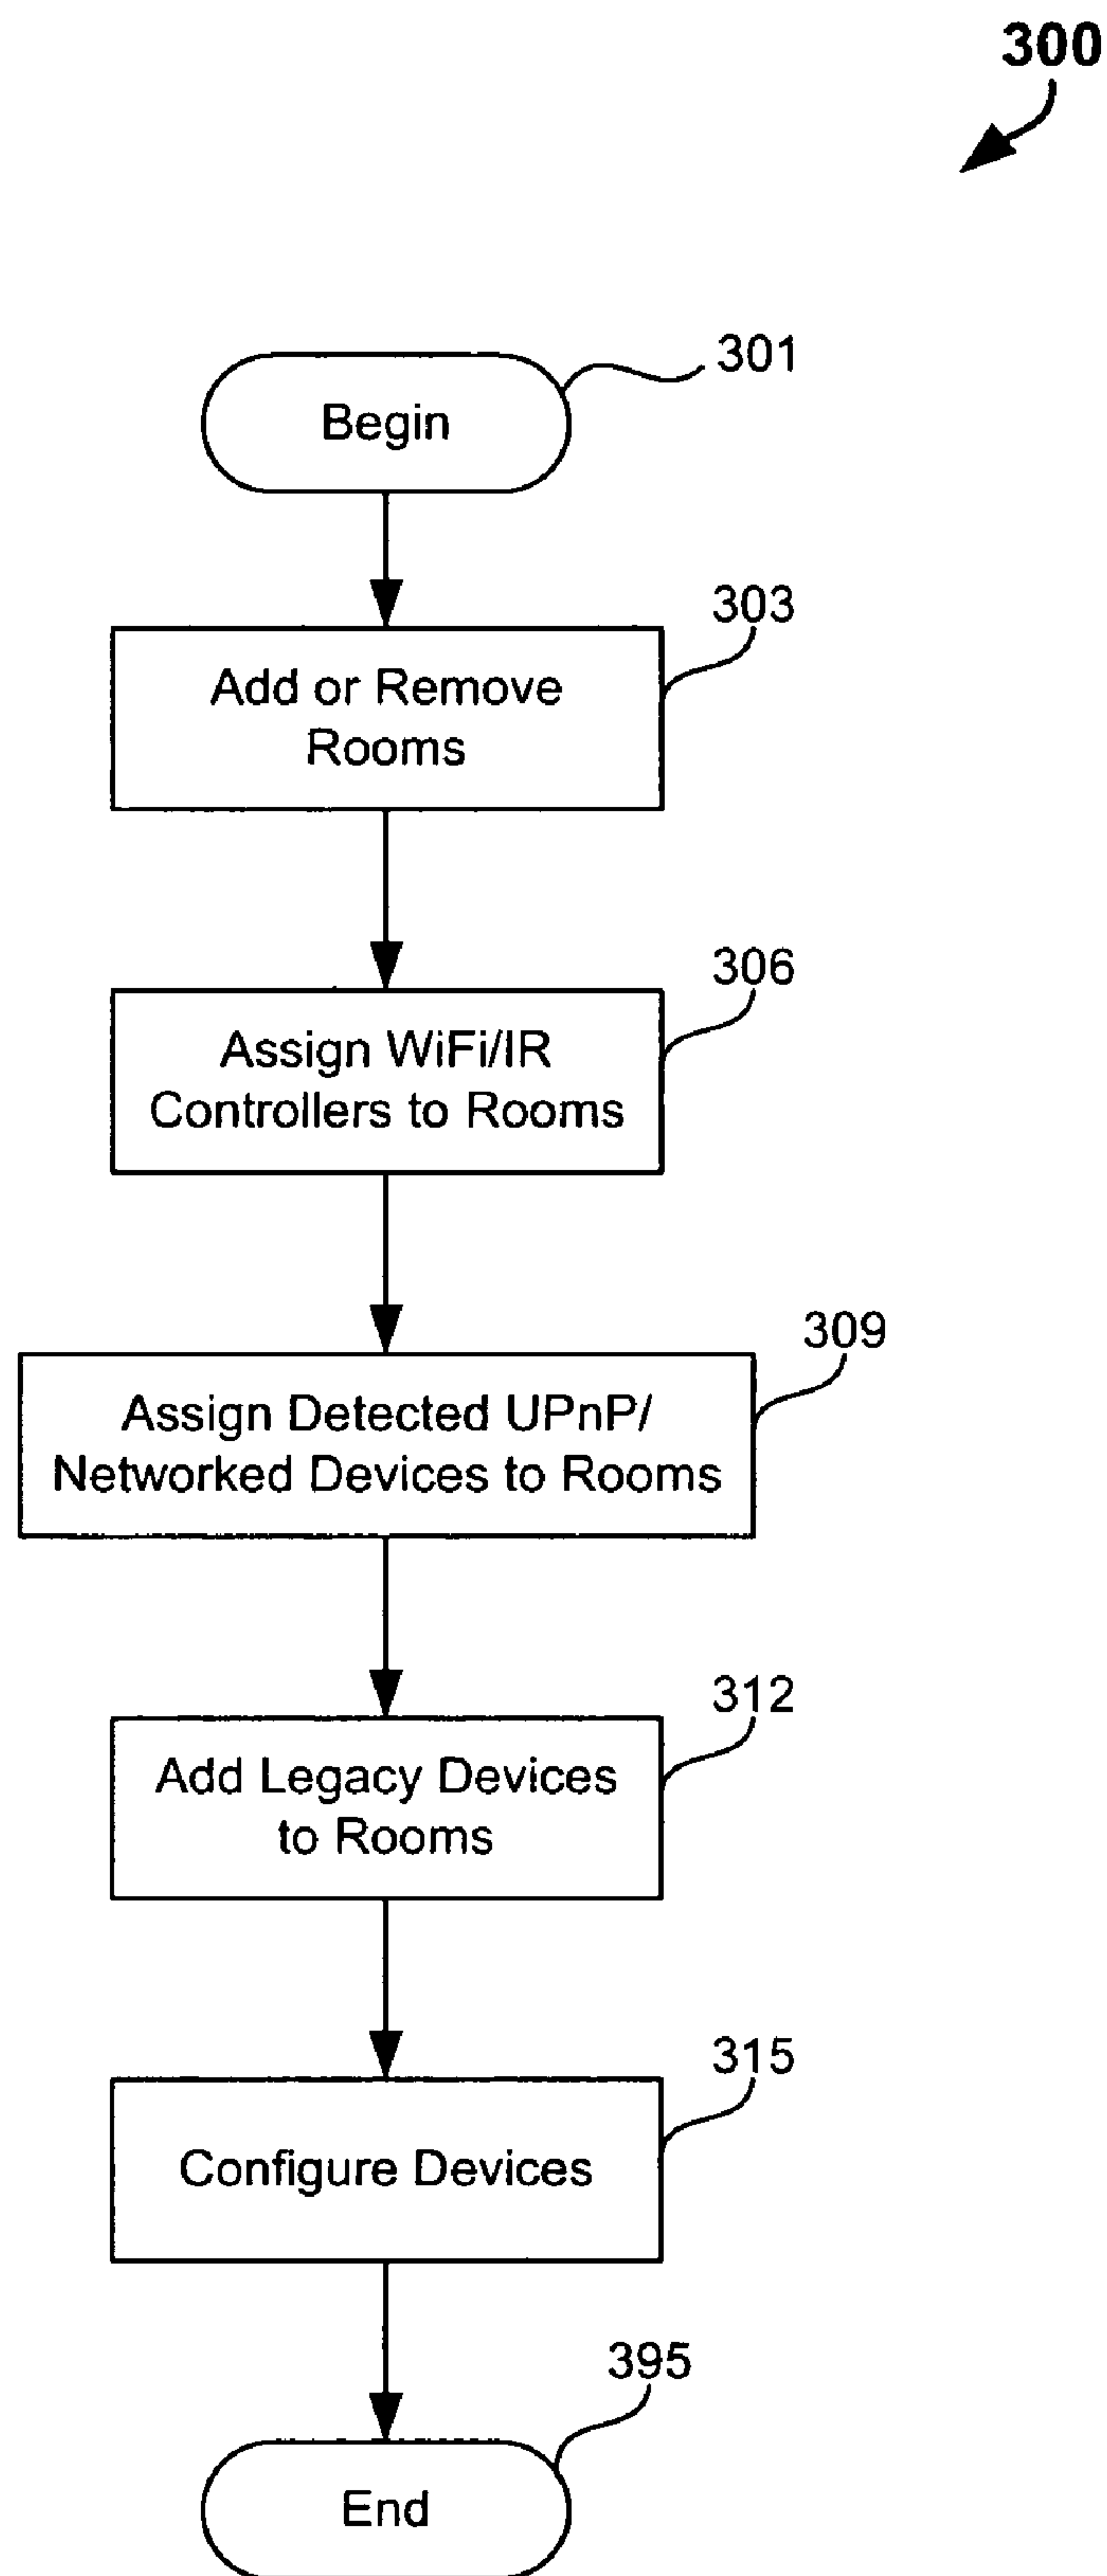 300
301
Begin
303
Add or Remove
Rooms
306
Assign WiFi/IR
Controllers to Rooms
309
Assign Detected UPnP/
Networked Devices to Rooms
312
Add Legacy Devices
to Rooms
315
Configure Devices
395
End